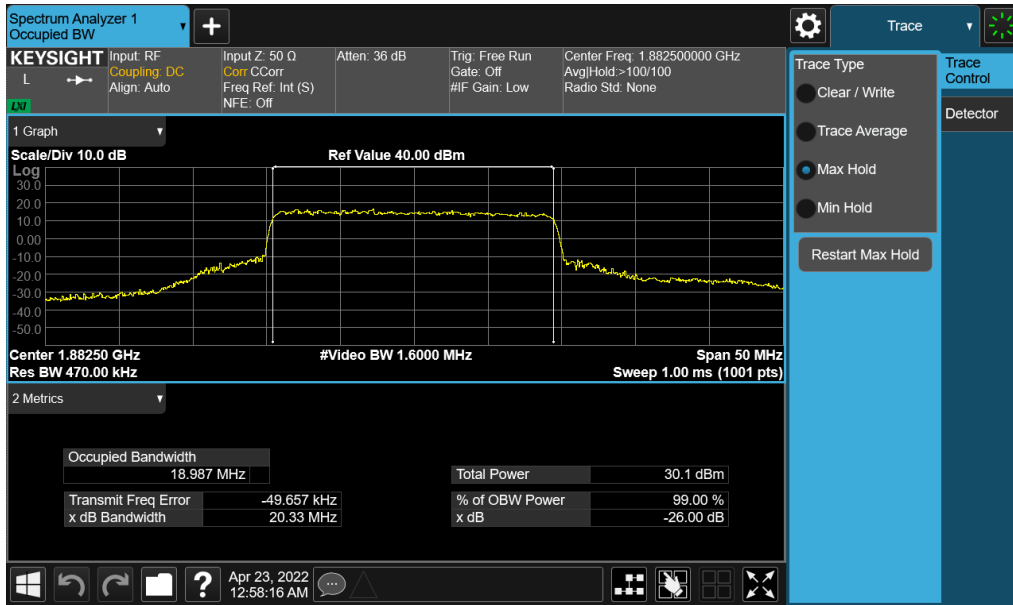 Spectrum Analyzer 1
Occupied BW
+
Trace
KEYSIGHT
L
LXI
Input: RF
Coupling: DC
Align: Auto
Input Z: 50 Ω
Corr CCorr
Freq Ref: Int (S)
NFE: Off
Atten: 36 dB
Trig: Free Run
Gate: Off
#IF Gain: Low
Center Freq: 1.882500000 GHz
Avg|Hold:>100/100
Radio Std: None
Trace Type
Clear / Write
Trace Average
Max Hold
Min Hold
Restart Max Hold
Trace
Control
Detector
1 Graph
Scale/Div 10.0 dB
Ref Value 40.00 dBm
Log
30.0
20.0
10.0
0.00
-10.0
-20.0
-30.0
-40.0
-50.0
Center 1.88250 GHz
#Video BW 1.6000 MHz
Span 50 MHz
Res BW 470.00 kHz
Sweep 1.00 ms (1001 pts)
2 Metrics
Occupied Bandwidth
18.987 MHz
Total Power 30.1 dBm
Transmit Freq Error -49.657 kHz
% of OBW Power 99.00 %
x dB Bandwidth 20.33 MHz
x dB -26.00 dB
?
Apr 23, 2022
12:58:16 AM